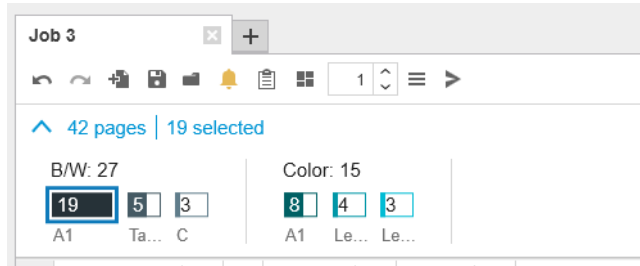 Job 3
1
42 pages | 19 selected
B/W: 27 Color: 15
19 5 3 8 4 3
A1 Ta... C A1 Le... Le...